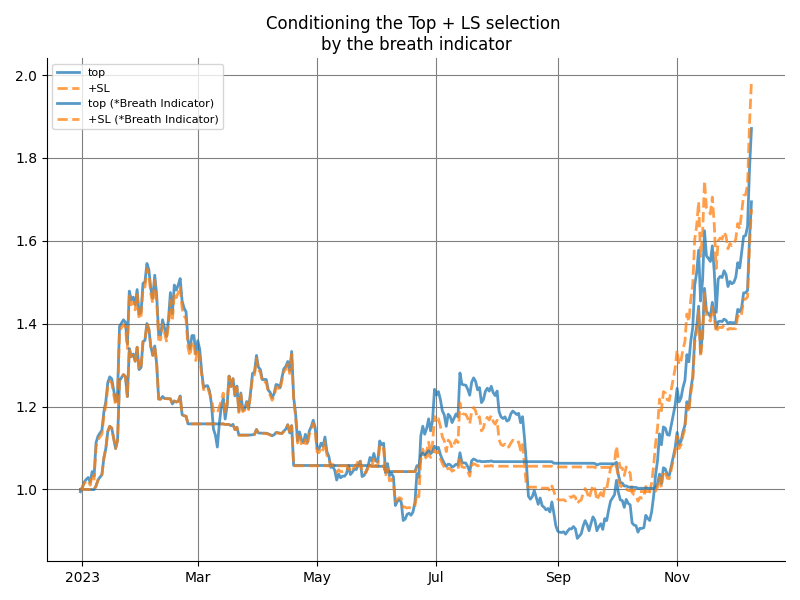 Conditioning the Top + LS selection
by the breath indicator
top
+SL
top (*Breath Indicator)
+SL (*Breath Indicator)
2.0
1.8
1.6
1.4
1.2
1.0
2023 Mar May Jul Sep Nov